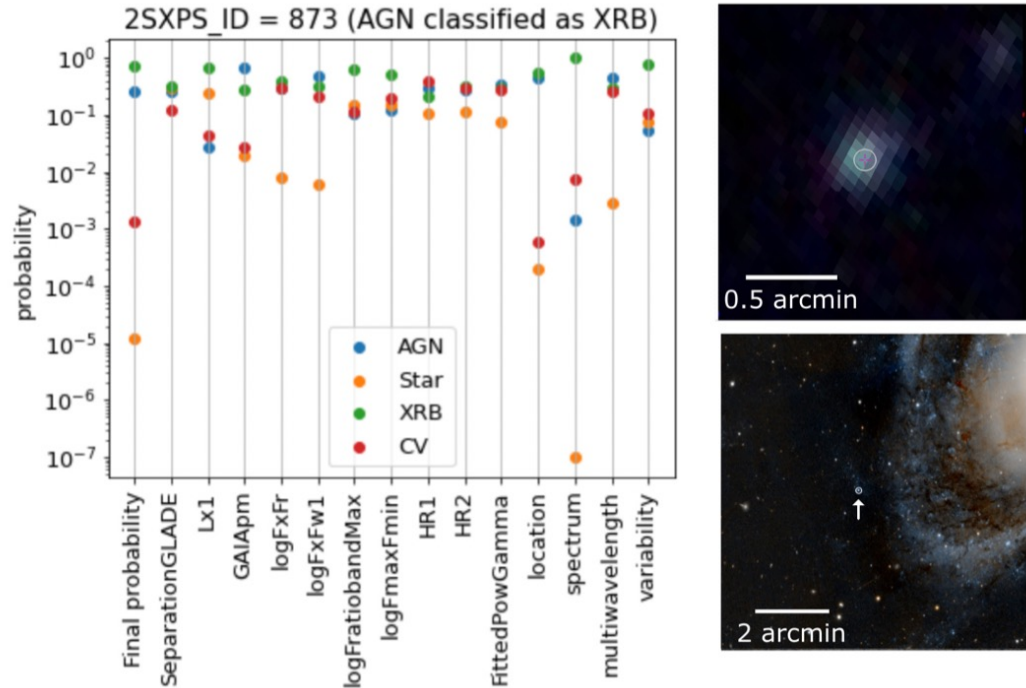 2SXPS_ID = 873 (AGN classified as XRB)
probability
10⁰
10⁻¹
10⁻²
10⁻³
10⁻⁴
10⁻⁵
10⁻⁶
10⁻⁷
AGN
Star
XRB
CV
Final probability
SeparationGLADE
Lx1
GAIApm
logFxFr
logFxFw1
logFratiobandMax
logFmaxFmin
HR1
HR2
FittedPowGamma
location
spectrum
multiwavelength
variability
0.5 arcmin
2 arcmin